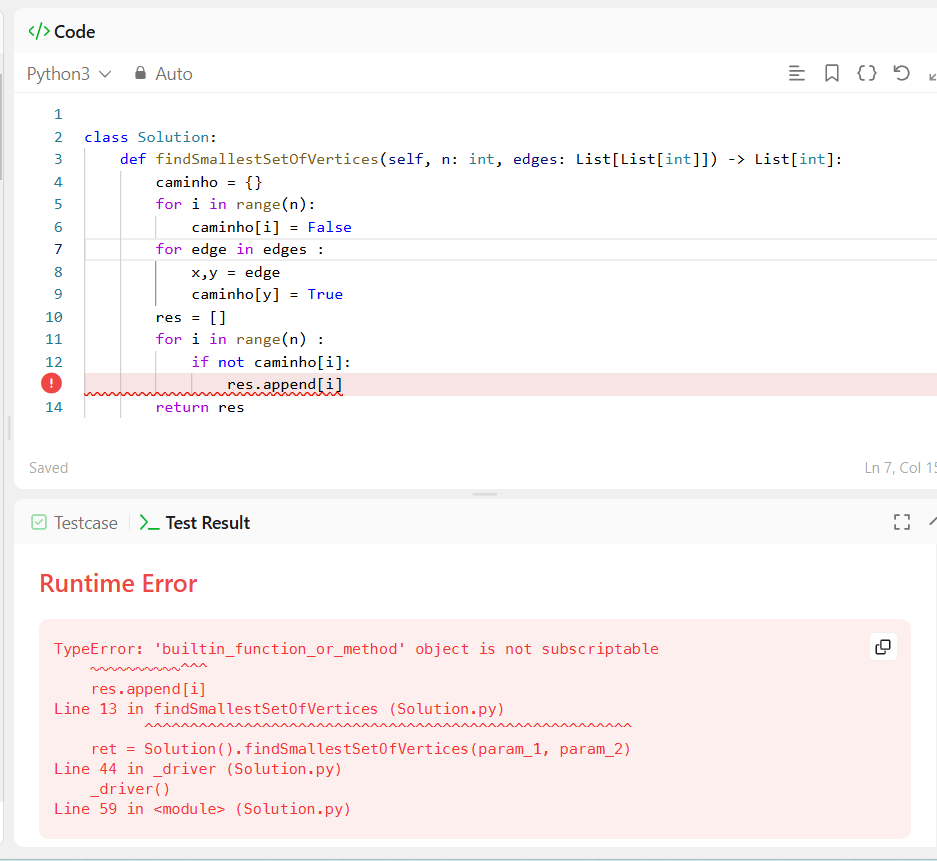 </> Code
Python3 Auto
1
2 class Solution:
3     def findSmallestSetOfVertices(self, n: int, edges: List[List[int]]) -> List[int]:
4         caminho = {}
5         for i in range(n):
6             caminho[i] = False
7         for edge in edges :
8             x,y = edge
9             caminho[y] = True
10         res = []
11         for i in range(n) :
12             if not caminho[i]:
                res.append[i]
14         return res
Saved Ln 7, Col 15
Testcase Test Result
Runtime Error
TypeError: 'builtin_function_or_method' object is not subscriptable
    ~~~~~~~~~~^^^
    res.append[i]
Line 13 in findSmallestSetOfVertices (Solution.py)
          ^^^^^^^^^^^^^^^^^^^^^^^^^^^^^^^^^^^^^^^^^^^^^^^^^^^^^^
    ret = Solution().findSmallestSetOfVertices(param_1, param_2)
Line 44 in _driver (Solution.py)
    _driver()
Line 59 in <module> (Solution.py)